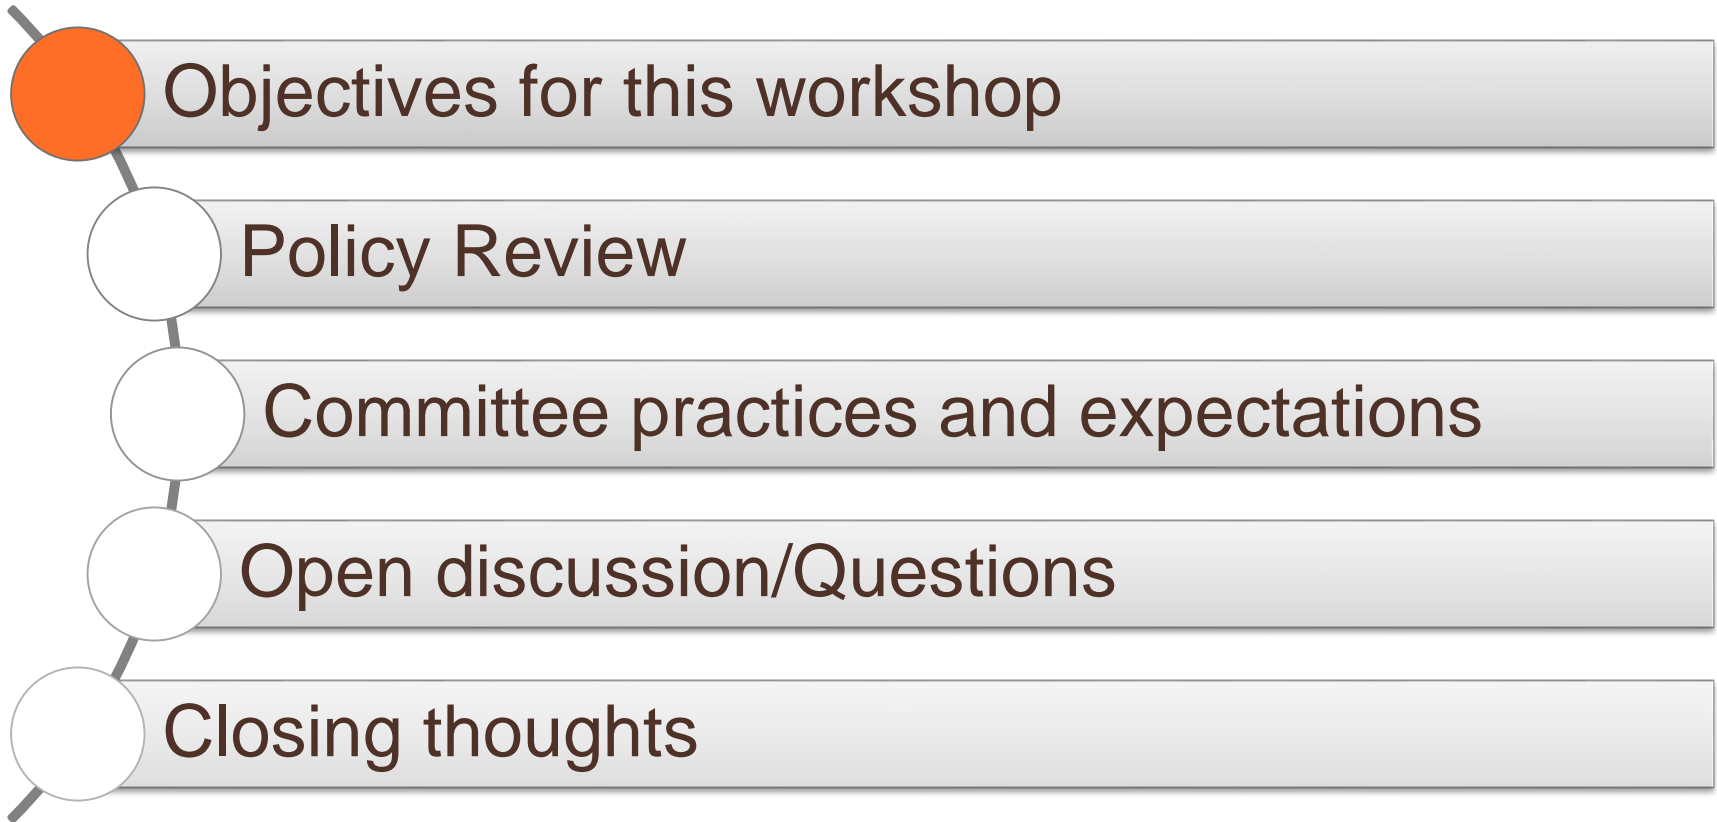 Objectives for this workshop
Policy Review
Committee practices and expectations
Open discussion/Questions
Closing thoughts